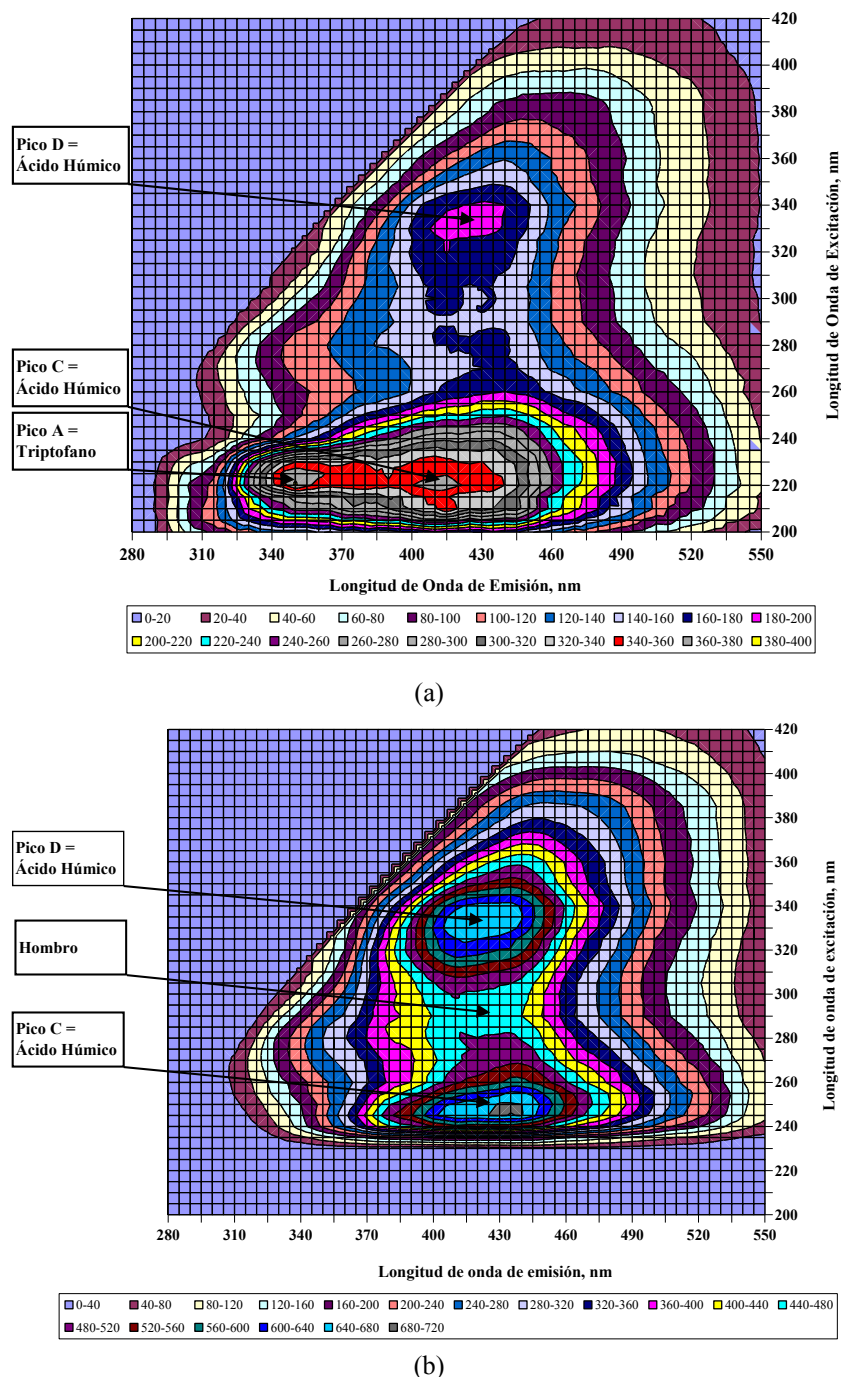 Pico D =
Ácido Húmico
Pico C =
Ácido Húmico
Pico A =
Triptofano
420
400
380
360
340
320
300
280
260
240
220
200
Longitud de Onda de Excitación, nm
280 310 340 370 400 430 460 490 520 550
Longitud de Onda de Emisión, nm
0-20 20-40 40-60 60-80 80-100 100-120 120-140 140-160 160-180 180-200
200-220 220-240 240-260 260-280 280-300 300-320 320-340 340-360 360-380 380-400
(a)
Pico D =
Ácido Húmico
Hombro
Pico C =
Ácido Húmico
420
400
380
360
340
320
300
280
260
240
220
200
Longitud de onda de excitación, nm
280 310 340 370 400 430 460 490 520 550
Longitud de onda de emisión, nm
0-40 40-80 80-120 120-160 160-200 200-240 240-280 280-320 320-360 360-400 400-440 440-480
480-520 520-560 560-600 600-640 640-680 680-720
(b)